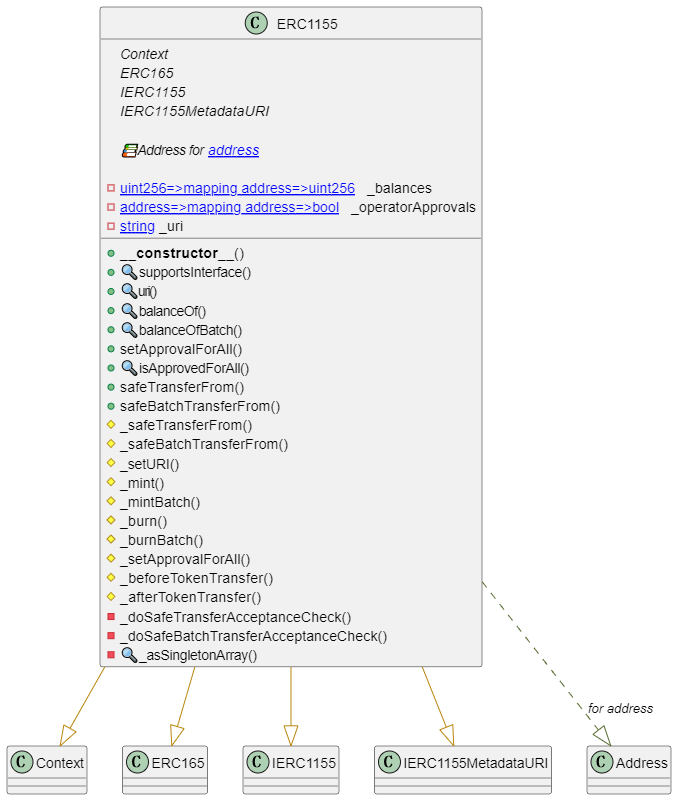 C ERC1155
Context
ERC165
IERC1155
IERC1155MetadataURI
Address for address
uint256=>mapping address=>uint256 _balances
address=>mapping address=>bool _operatorApprovals
string _uri
__constructor__()
supportsInterface()
uri()
balanceOf()
balanceOfBatch()
setApprovalForAll()
isApprovedForAll()
safeTransferFrom()
safeBatchTransferFrom()
_safeTransferFrom()
_safeBatchTransferFrom()
_setURI()
_mint()
_mintBatch()
_burn()
_burnBatch()
_setApprovalForAll()
_beforeTokenTransfer()
_afterTokenTransfer()
_doSafeTransferAcceptanceCheck()
_doSafeBatchTransferAcceptanceCheck()
_asSingletonArray()
for address
C Context
C ERC165
C IERC1155
C IERC1155MetadataURI
C Address